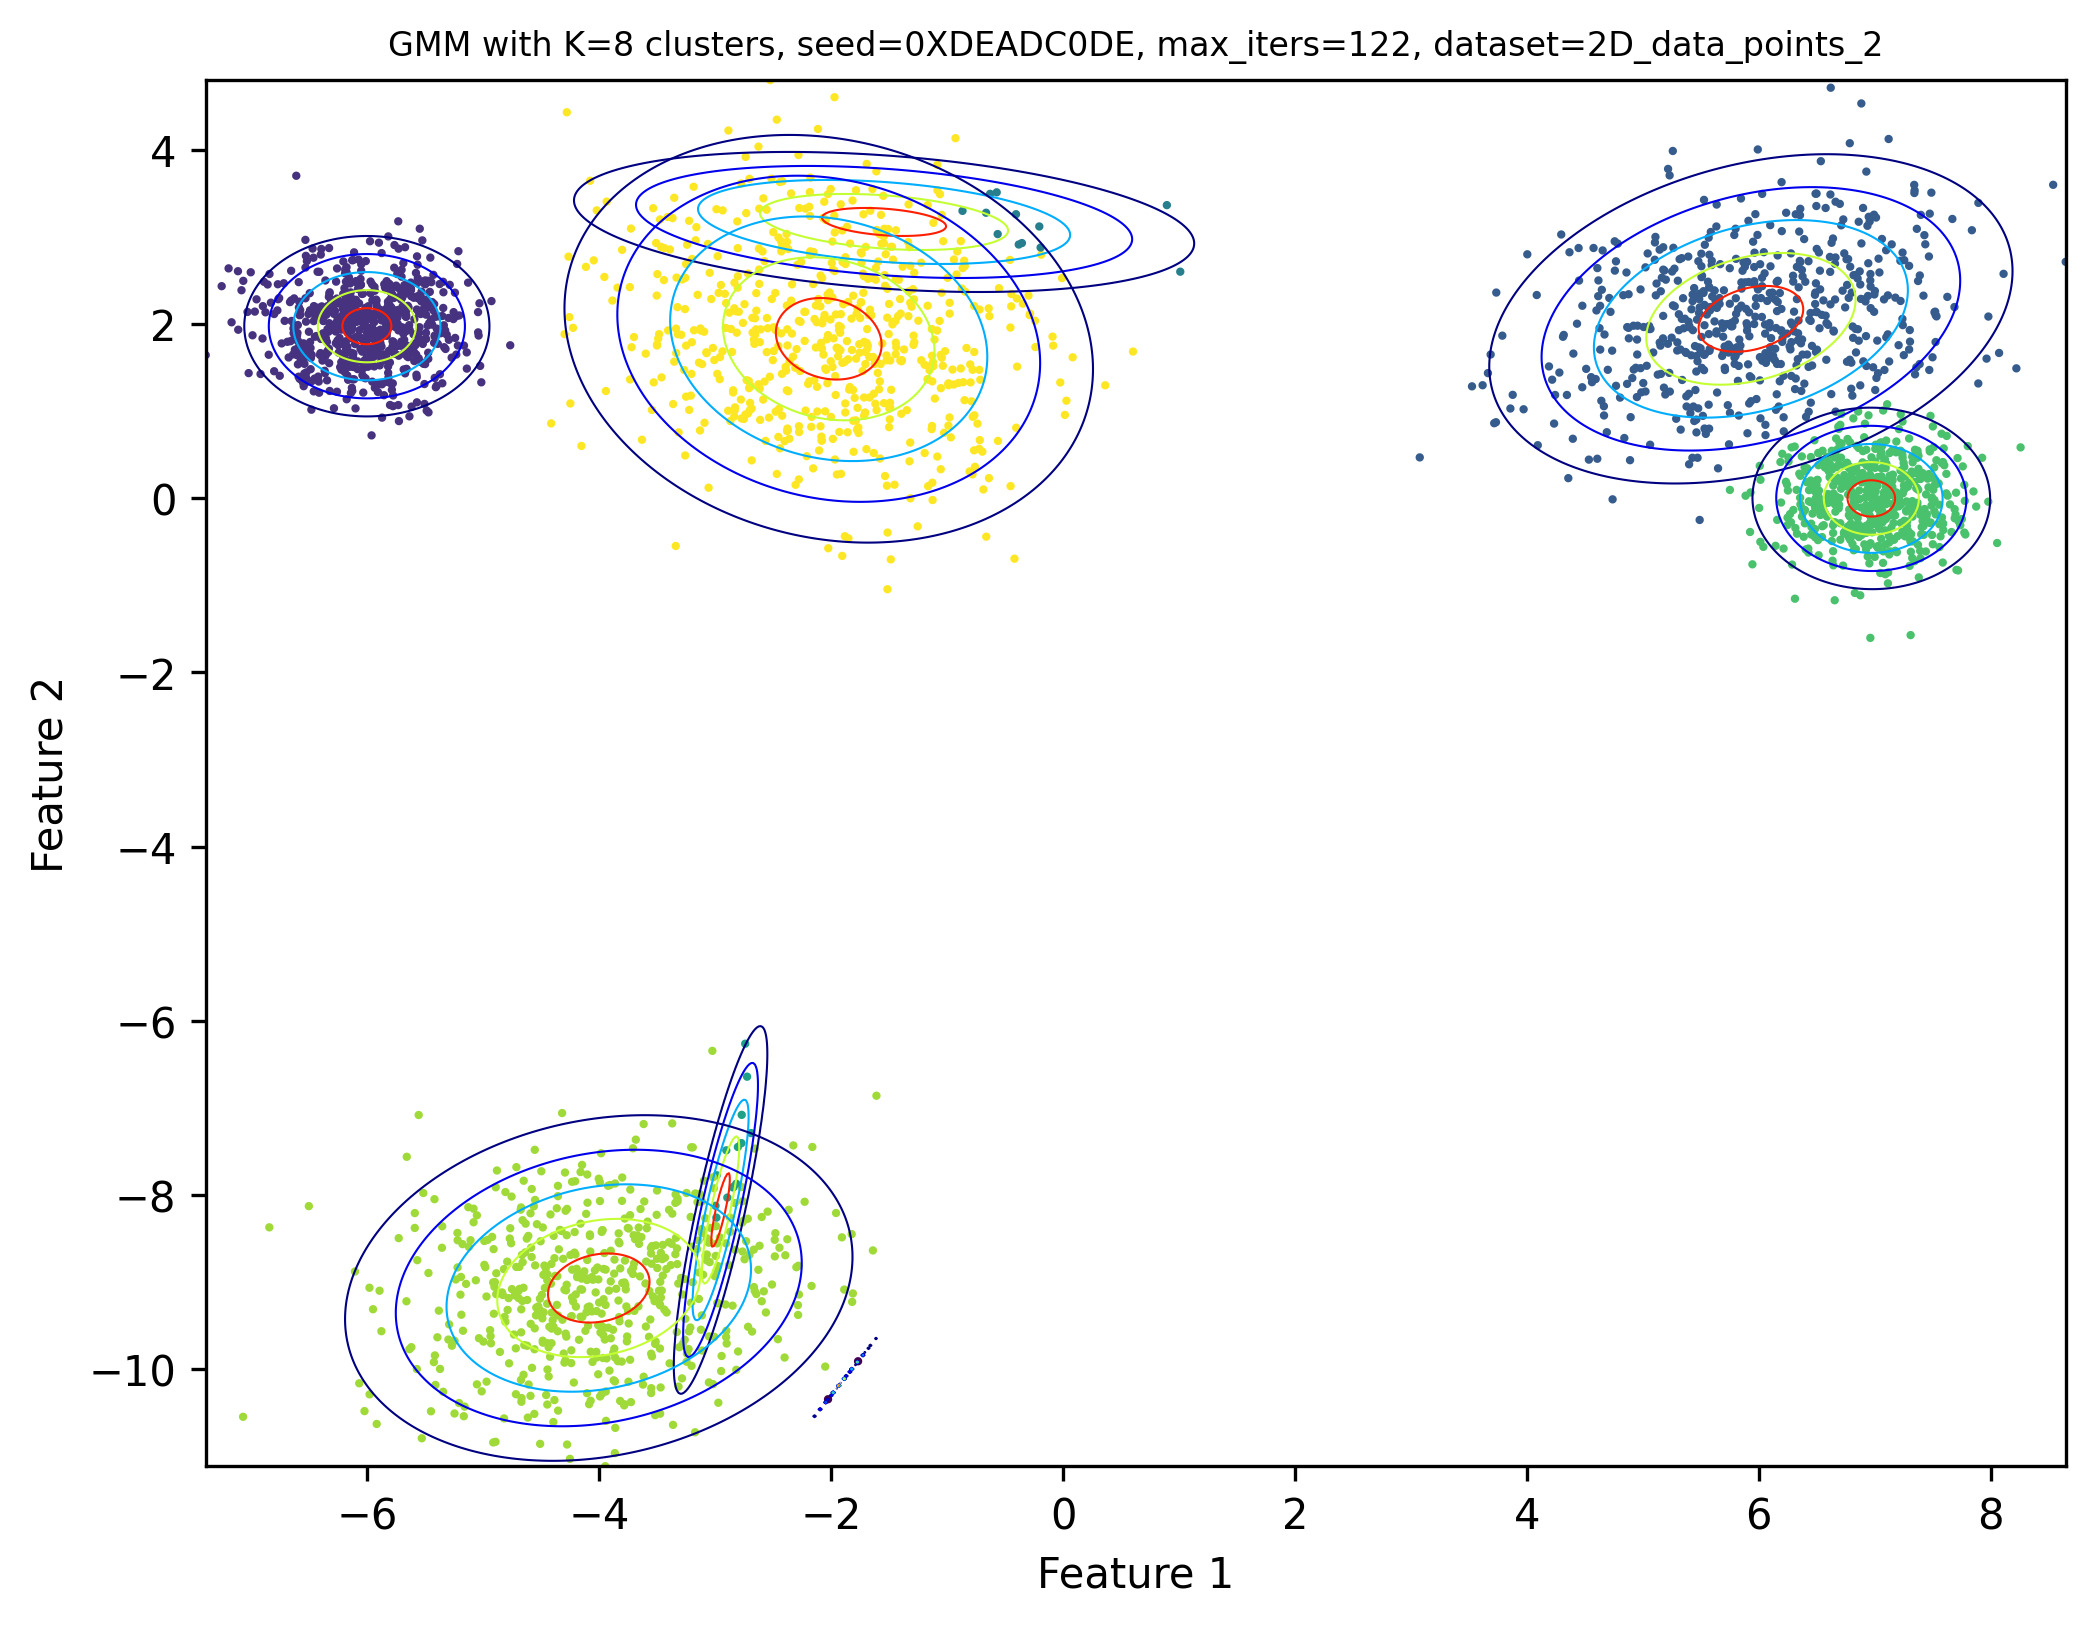 GMM with K=8 clusters, seed=0XDEADC0DE, max_iters=122, dataset=2D_data_points_2
4
2
0
−2
−4
−6
−8
−10
Feature 2
−6 −4 −2 0 2 4 6 8
Feature 1